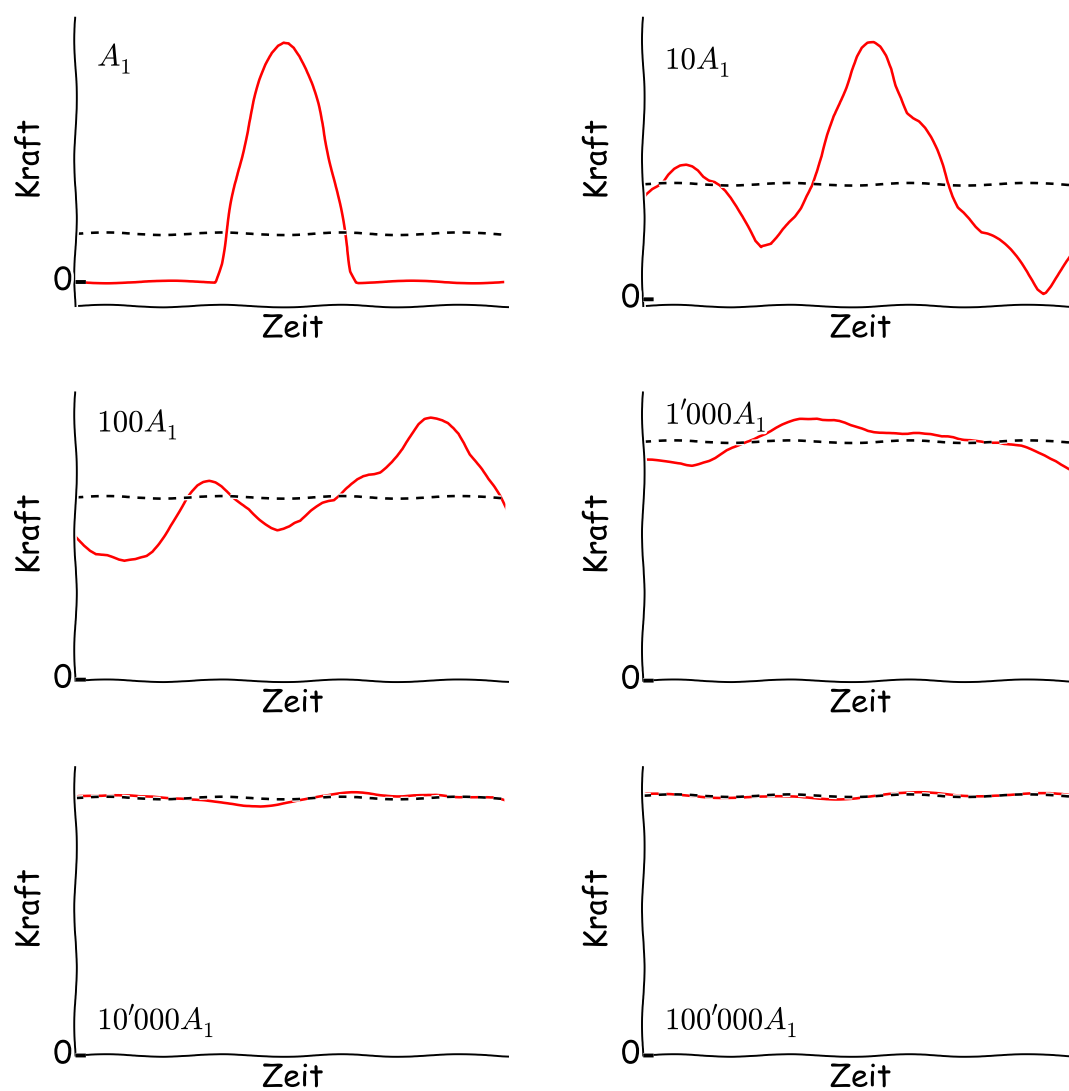 A₁
Kraft
0
Zeit
10A₁
Kraft
0
Zeit
100A₁
Kraft
0
Zeit
1′000A₁
Kraft
0
Zeit
10′000A₁
Kraft
0
Zeit
100′000A₁
Kraft
0
Zeit